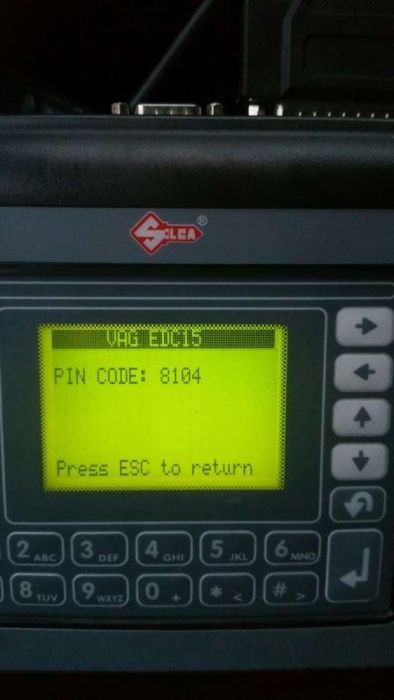 SILCA®
VAG EDC15
PIN CODE: 8104
Press ESC to return
2 ABC 3 DEF 4 GHI 5 JKL 6 MNO
8 TUV 9 WXYZ 0 + * < # >